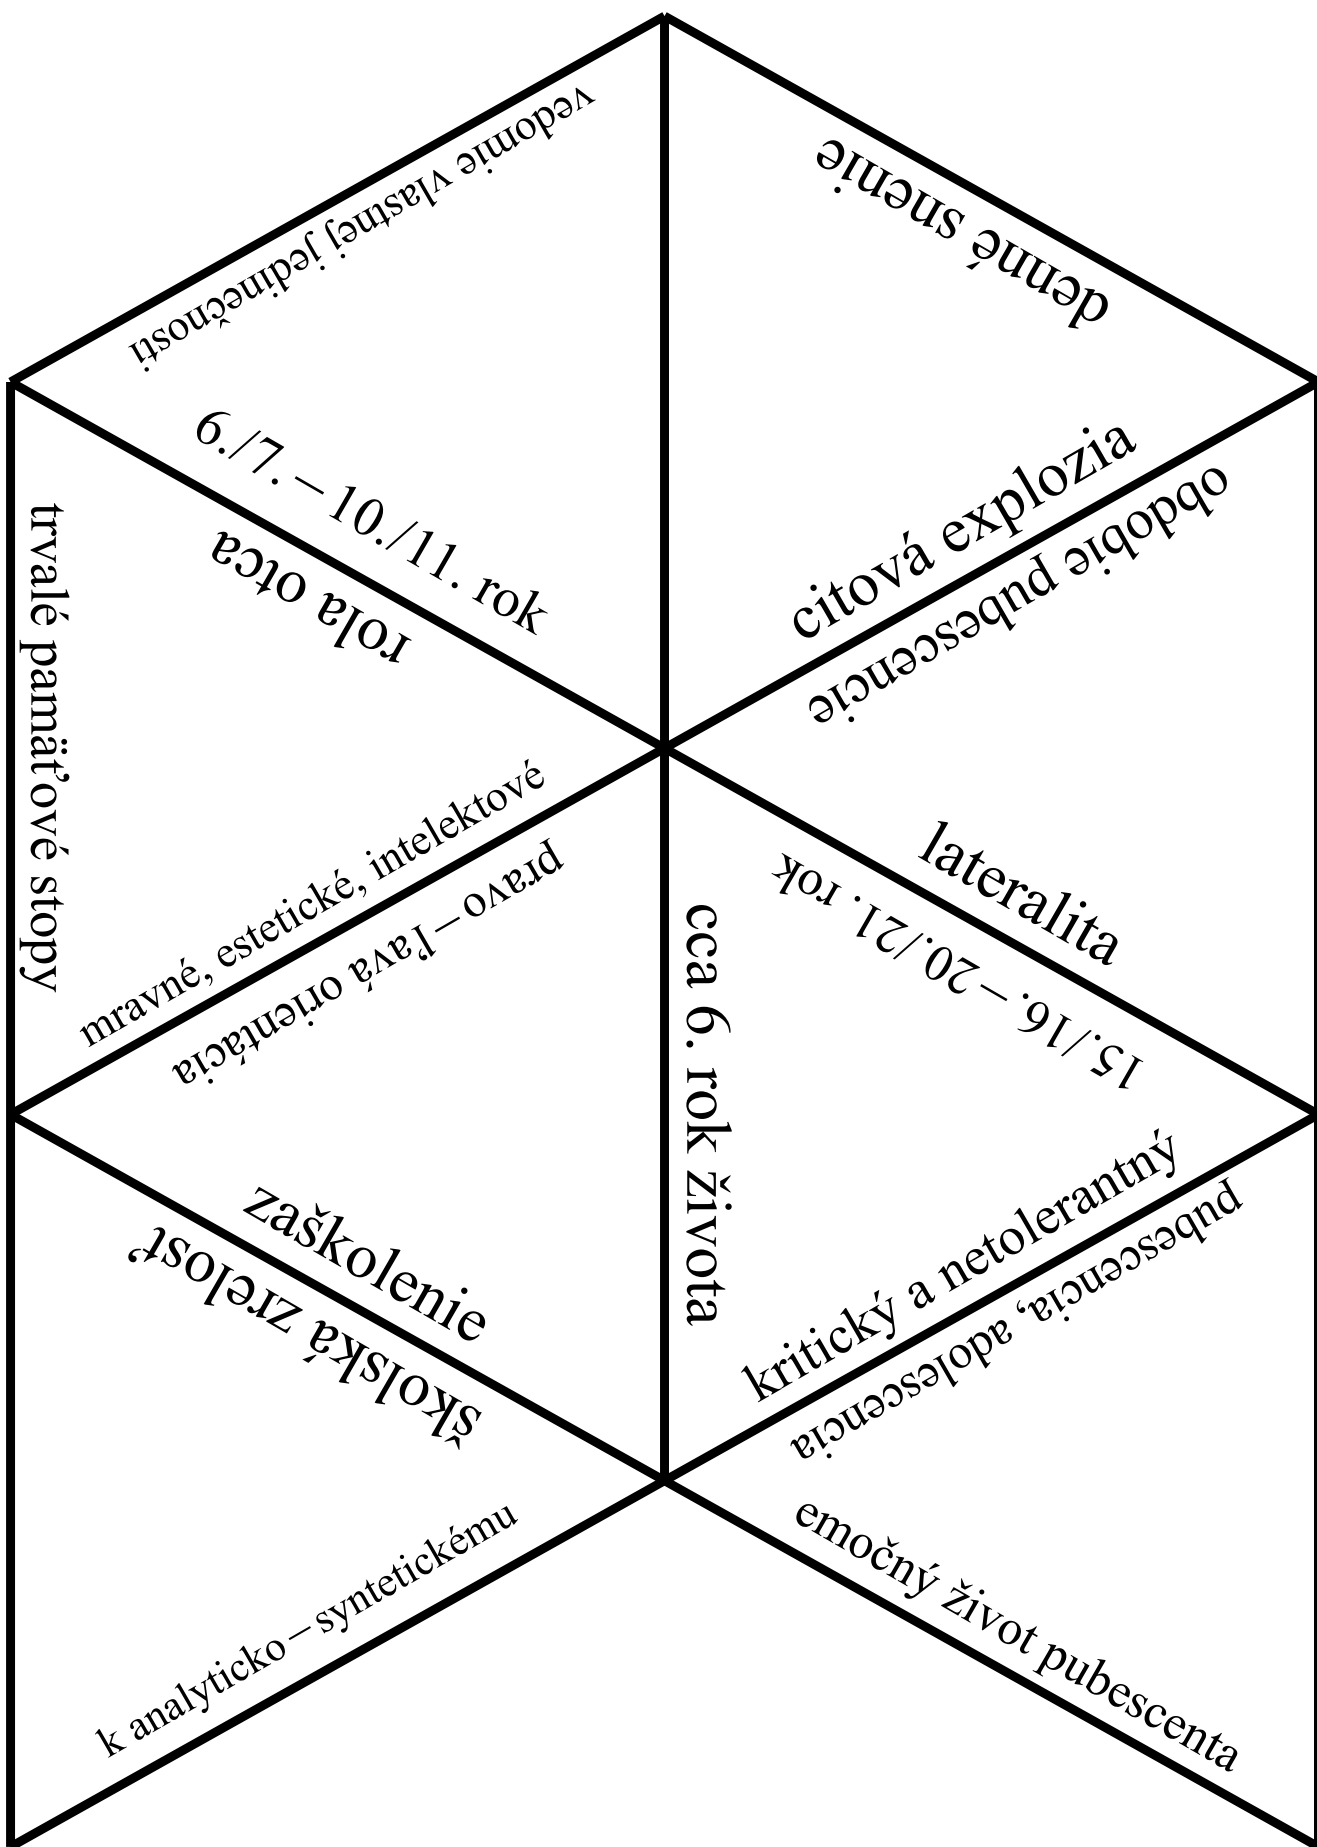 vedomie vlastnej jedinečnosti
denné snenie
6./7. – 10./11. rok
citová explozia
rola otca
obdobie pubescencie
trvalé pamäťové stopy
mravné, estetické, intelektové
lateralita
pravo – ľavá orientácia
15./16. – 20./21. rok
cca 6. rok života
zaškolenie
kritický a netolerantný
školská zrelosť
pubescencia, adolescencia
k analyticko – syntetickému
emočný život pubescenta